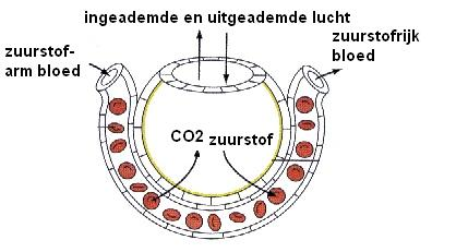 ingeademde en uitgeademde lucht
zuurstof-
arm bloed
zuurstofrijk
bloed
CO2 zuurstof